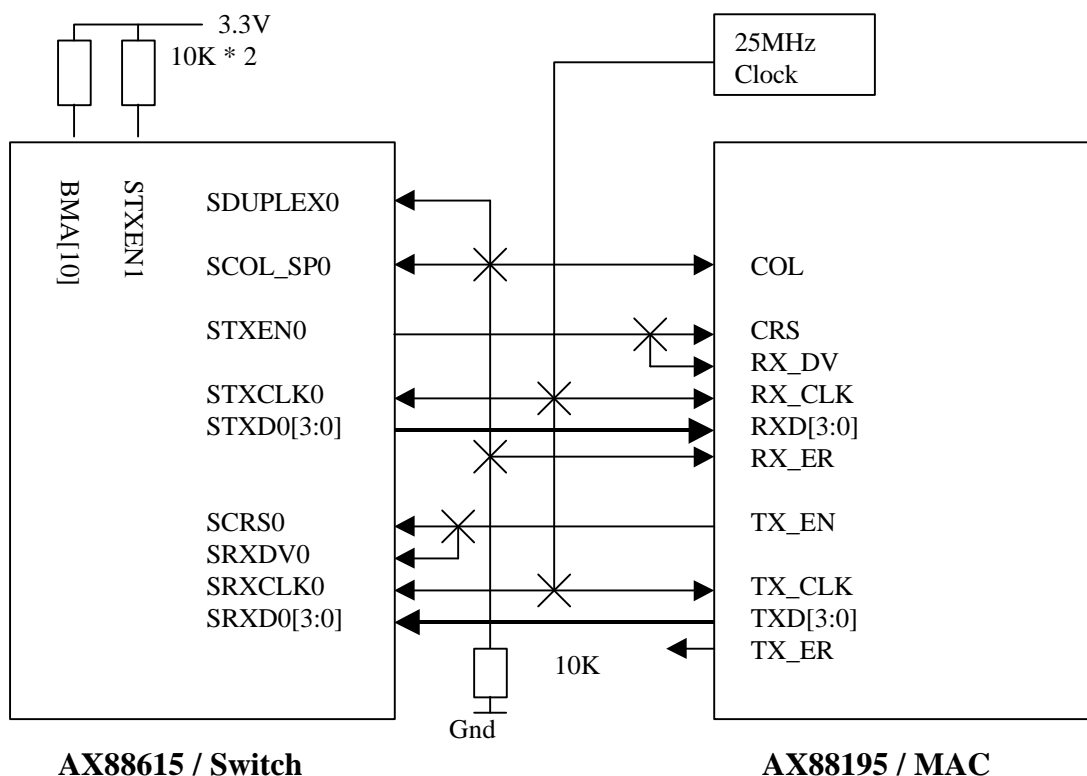 3.3V
10K * 2
25MHz
Clock
BMA[10]
STXEN1
SDUPLEX0
SCOL_SP0
STXEN0
STXCLK0
STXD0[3:0]
SCRS0
SRXDV0
SRXCLK0
SRXD0[3:0]
COL
CRS
RX_DV
RX_CLK
RXD[3:0]
RX_ER
TX_EN
TX_CLK
TXD[3:0]
TX_ER
10K
Gnd
AX88615 / Switch
AX88195 / MAC